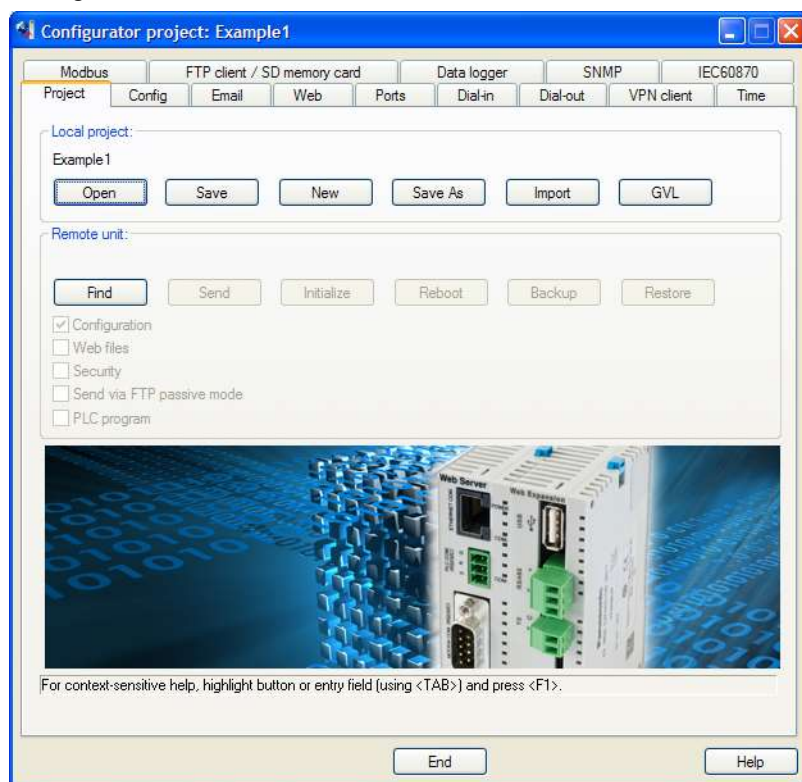 Configurator project: Example1
Modbus FTP client / SD memory card Data logger SNMP IEC60870
Project Config Email Web Ports Dial-in Dial-out VPN client Time
Local project:
Example1
Open Save New Save As Import GVL
Remote unit:
Find Send Initialize Reboot Backup Restore
Configuration
Web files
Security
Send via FTP passive mode
PLC program
Web Server Web Expansion
For context-sensitive help, highlight button or entry field (using <TAB>) and press <F1>.
End Help